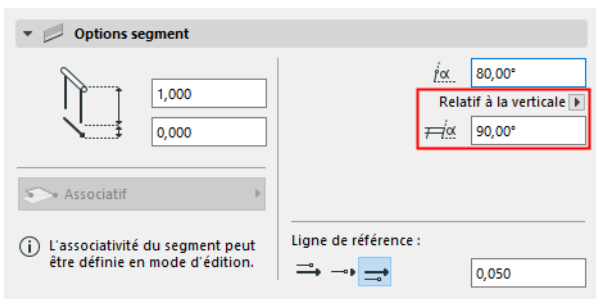 Options segment
1,000
0,000
Associatif
L'associativité du segment peut
être définie en mode d'édition.
α 80,00°
Relatif à la verticale
α 90,00°
Ligne de référence :
0,050